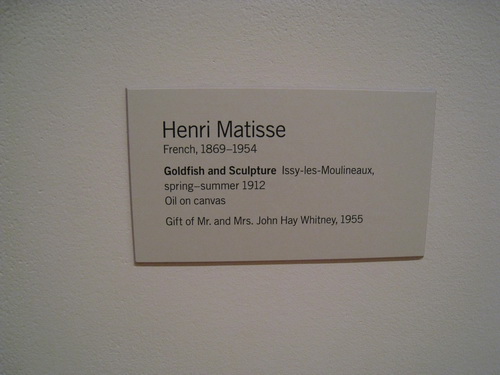 Henri Matisse
French, 1869–1954
Goldfish and Sculpture Issy-les-Moulineaux,
spring–summer 1912
Oil on canvas
Gift of Mr. and Mrs. John Hay Whitney, 1955